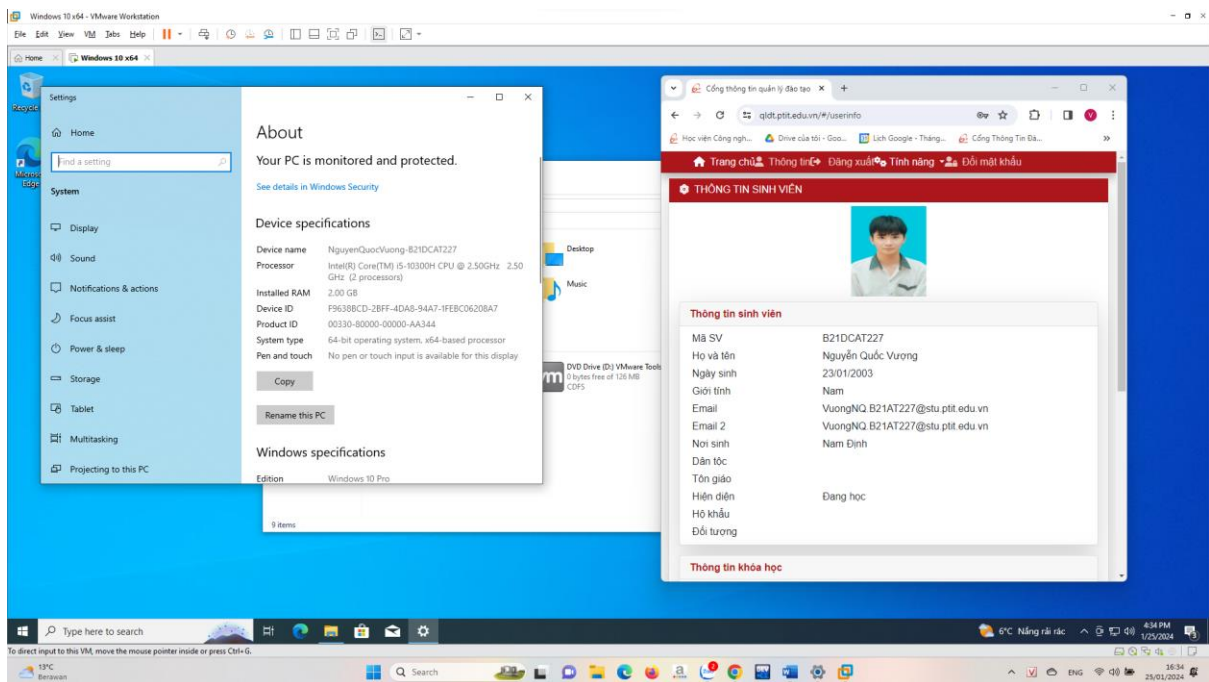 Windows 10 x64 - VMware Workstation
File Edit View VM Tabs Help
Home Windows 10 x64
Recycle
Edge
Settings
Home
Find a setting
System
Display
Sound
Notifications & actions
Focus assist
Power & sleep
Storage
Tablet
Multitasking
Projecting to this PC
About
Your PC is monitored and protected.
See details in Windows Security
Device specifications
Device name NguyenQuocVuong-B21DCAT227
Processor Intel(R) Core(TM) i5-10300H CPU @ 2.50GHz 2.50
GHz (2 processors)
Installed RAM 2.00 GB
Device ID F9638BCD-2BFF-4DA8-94A7-1FEBC06208A7
Product ID 00330-80000-00000-AA344
System type 64-bit operating system, x64-based processor
Pen and touch No pen or touch input is available for this display
Copy
Rename this PC
Windows specifications
Edition Windows 10 Pro
9 items
Desktop
Music
DVD Drive (D:) VMware Tools
0 bytes free of 126 MB
CDFS
Cổng thông tin quản lý đào tạo
qldt.ptit.edu.vn/#/userinfo
V
Học viện Công ngh... Drive của tôi - Goo... Lịch Google - Tháng... Cổng Thông Tin Đà...
Trang chủ Thông tin Đăng xuất Tính năng Đổi mật khẩu
THÔNG TIN SINH VIÊN
Thông tin sinh viên
Mã SV B21DCAT227
Họ và tên Nguyễn Quốc Vượng
Ngày sinh 23/01/2003
Giới tính Nam
Email VuongNQ.B21AT227@stu.ptit.edu.vn
Email 2 VuongNQ.B21AT227@stu.ptit.edu.vn
Nơi sinh Nam Định
Dân tộc
Tôn giáo
Hiện diện Đang học
Hộ khẩu
Đối tượng
Thông tin khóa học
Type here to search
6°C Nắng rải rác
4:34 PM
1/25/2024
To direct input to this VM, move the mouse pointer inside or press Ctrl+G.
13°C
Berawan
Search
ENG
16:34
25/01/2024